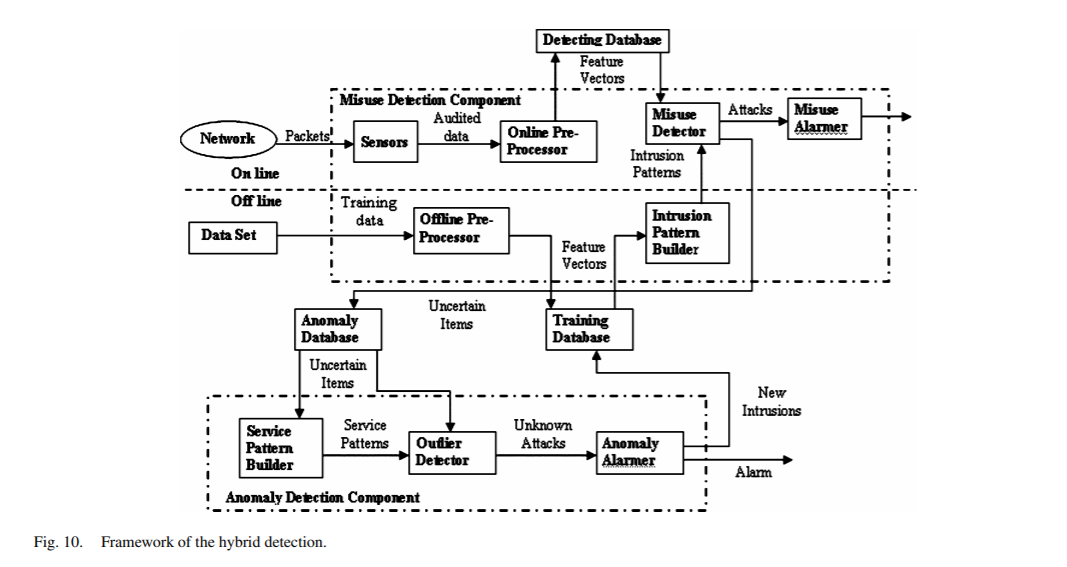 Detecting Database
Feature
Vectors
Misuse Detection Component
Network
Packets
Sensors
Audited
data
Online Pre-
Processor
Misuse
Detector
Attacks
Misuse
Alarmer
Intrusion
Patterns
On line
Off line
Data Set
Training
data
Offline Pre-
Processor
Feature
Vectors
Intrusion
Pattern
Builder
Anomaly
Database
Uncertain
Items
Training
Database
Uncertain
Items
New
Intrusions
Service
Pattern
Builder
Service
Patterns
Outlier
Detector
Unknown
Attacks
Anomaly
Alarmer
Alarm
Anomaly Detection Component
Fig. 10. Framework of the hybrid detection.